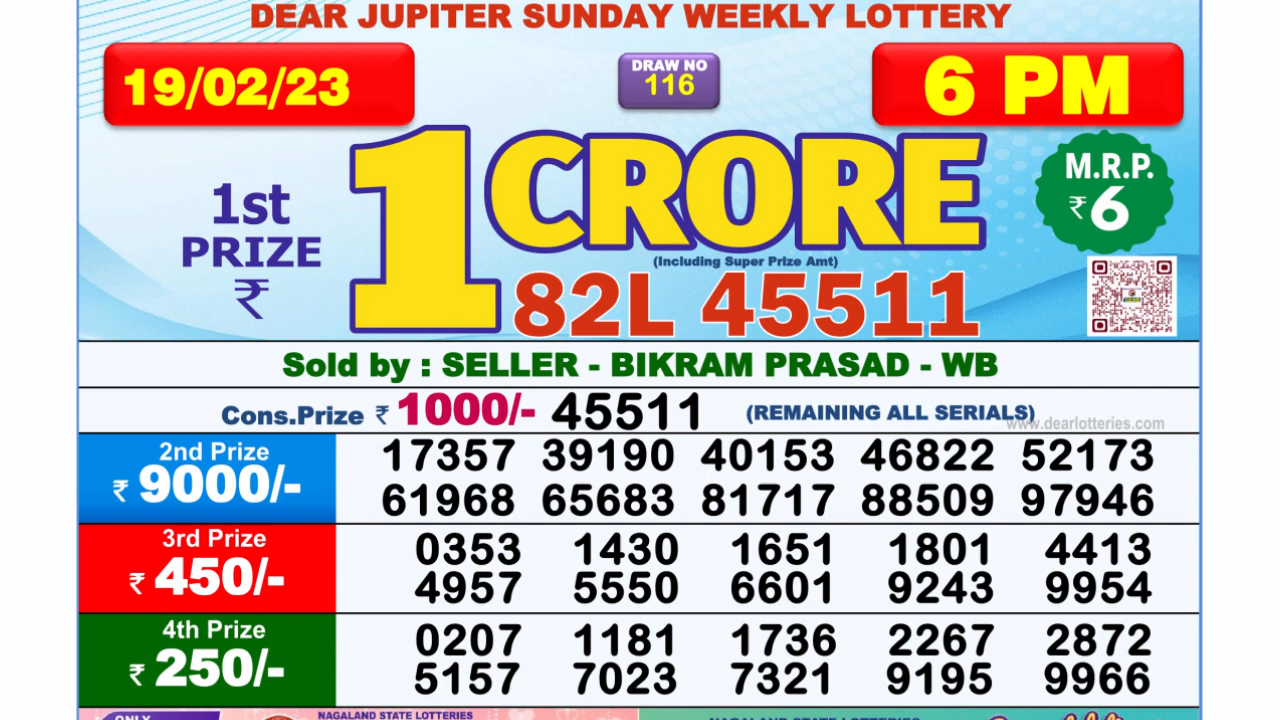 DEAR JUPITER SUNDAY WEEKLY LOTTERY
19/02/23
DRAW NO
116
6 PM
1st
PRIZE
₹
1 CRORE
(Including Super Prize Amt)
82L 45511
M.R.P.
₹6
Sold by : SELLER - BIKRAM PRASAD - WB
Cons.Prize ₹ 1000/- 45511 (REMAINING ALL SERIALS)
www.dearlotteries.com
2nd Prize
₹ 9000/-
17357 39190 40153 46822 52173
61968 65683 81717 88509 97946
3rd Prize
₹ 450/-
0353 1430 1651 1801 4413
4957 5550 6601 9243 9954
4th Prize
₹ 250/-
0207 1181 1736 2267 2872
5157 7023 7321 9195 9966
ONLY
NAGALAND STATE LOTTERIES
NAGALAND STATE LOTTERIES